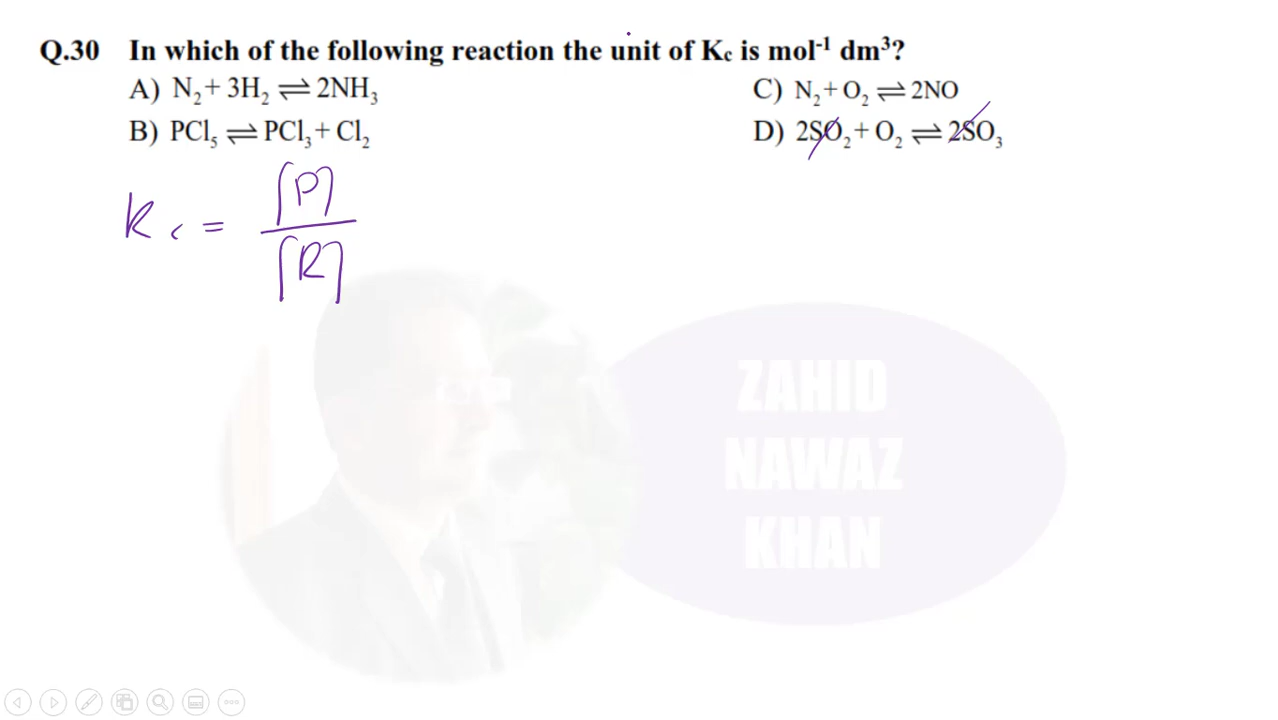 Q.30 In which of the following reaction the unit of Kc is mol⁻¹ dm³?
A) N₂ + 3H₂ ⇌ 2NH₃
C) N₂ + O₂ ⇌ 2NO
B) PCl₅ ⇌ PCl₃ + Cl₂
D) 2SO₂ + O₂ ⇌ 2SO₃
Kc = [P] / [R]
ZAHID
NAWAZ
KHAN